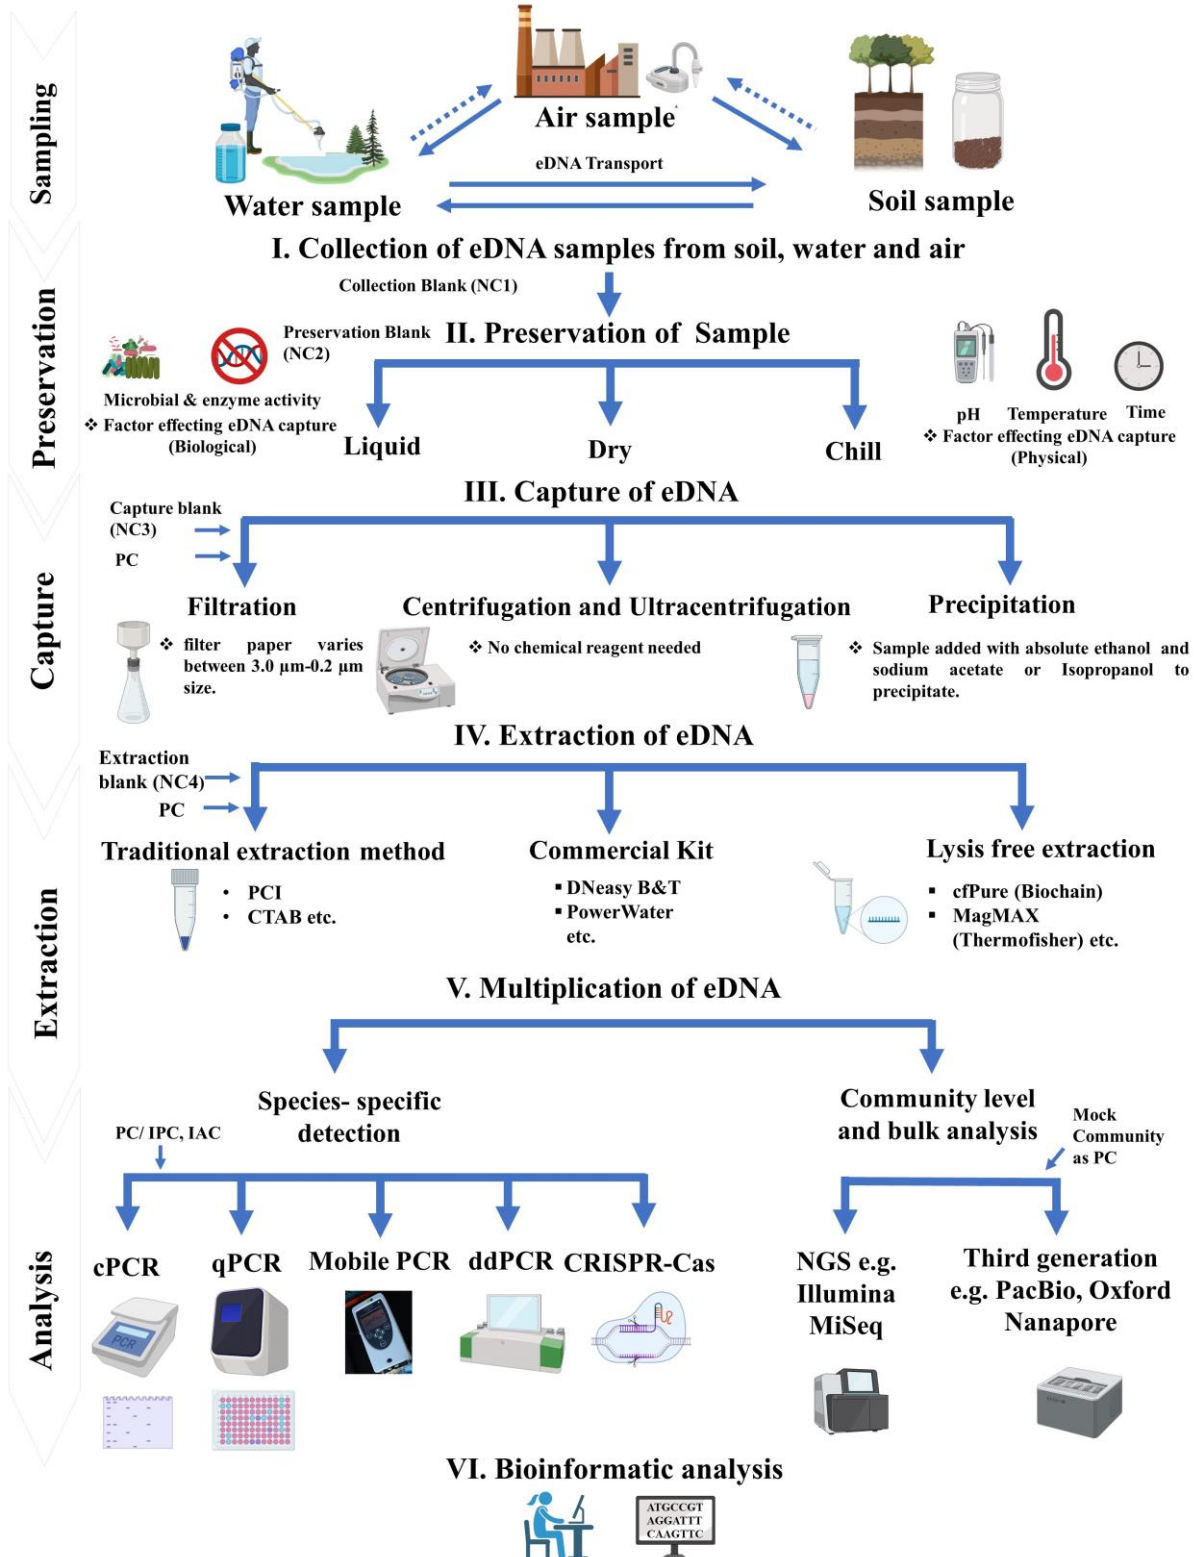 Sampling
Air sample
eDNA Transport
Water sample
Soil sample
I. Collection of eDNA samples from soil, water and air
Collection Blank (NC1)
Preservation
Preservation Blank
(NC2)
II. Preservation of Sample
Microbial & enzyme activity
❖ Factor effecting eDNA capture
(Biological)
Liquid
Dry
Chill
pH
Temperature
Time
❖ Factor effecting eDNA capture
(Physical)
III. Capture of eDNA
Capture
Capture blank
(NC3)
PC
Filtration
❖ filter paper varies
between 3.0 µm-0.2 µm
size.
Centrifugation and Ultracentrifugation
❖ No chemical reagent needed
Precipitation
❖ Sample added with absolute ethanol and
sodium acetate or Isopropanol to
precipitate.
IV. Extraction of eDNA
Extraction
Extraction
blank (NC4)
PC
Traditional extraction method
• PCI
• CTAB etc.
Commercial Kit
▪ DNeasy B&T
▪ PowerWater
etc.
Lysis free extraction
▪ cfPure (Biochain)
▪ MagMAX
(Thermofisher) etc.
V. Multiplication of eDNA
Analysis
Species- specific
detection
Community level
and bulk analysis
PC/ IPC, IAC
Mock
Community
as PC
cPCR
qPCR
Mobile PCR
ddPCR
CRISPR-Cas
NGS e.g.
Illumina
MiSeq
Third generation
e.g. PacBio, Oxford
Nanapore
PCR
VI. Bioinformatic analysis
ATGCCGT
AGGATTT
CAAGTTC